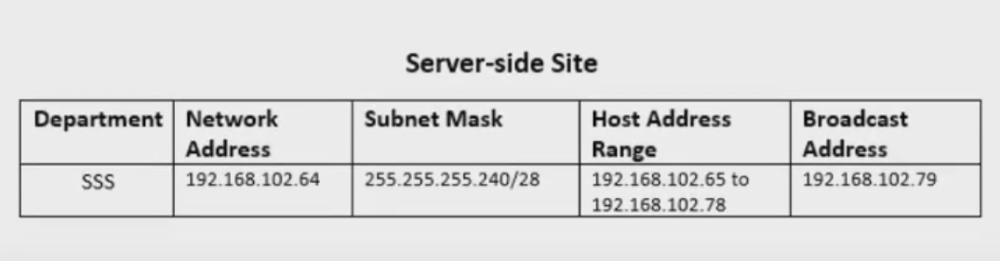 Server-side Site
Department Network Address Subnet Mask Host Address Range Broadcast Address
SSS 192.168.102.64 255.255.255.240/28 192.168.102.65 to 192.168.102.78 192.168.102.79